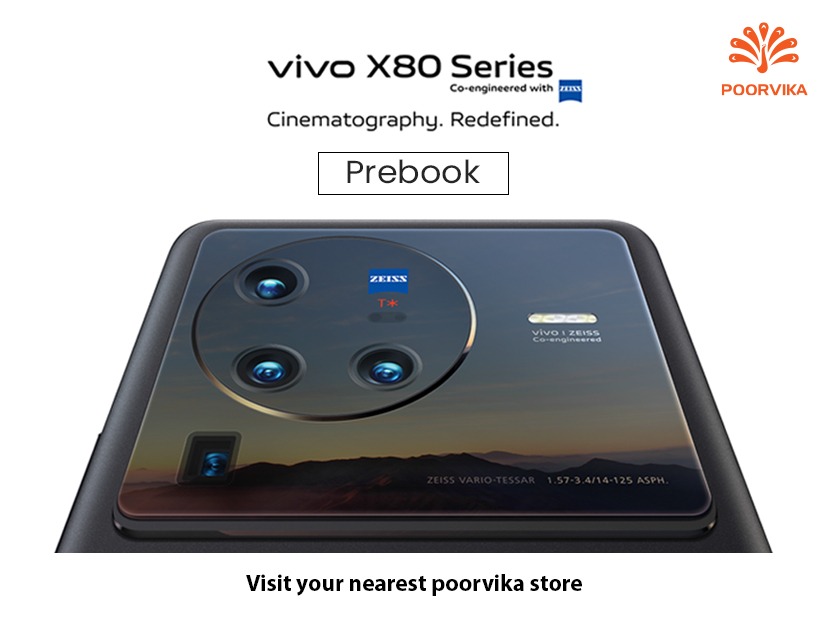 vivo X80 Series
Co-engineered with ZEISS
POORVIKA
Cinematography. Redefined.
Prebook
ZEISS
T*
vivo | ZEISS
Co-engineered
ZEISS VARIO-TESSAR 1.57-3.4/14-125 ASPH.
Visit your nearest poorvika store